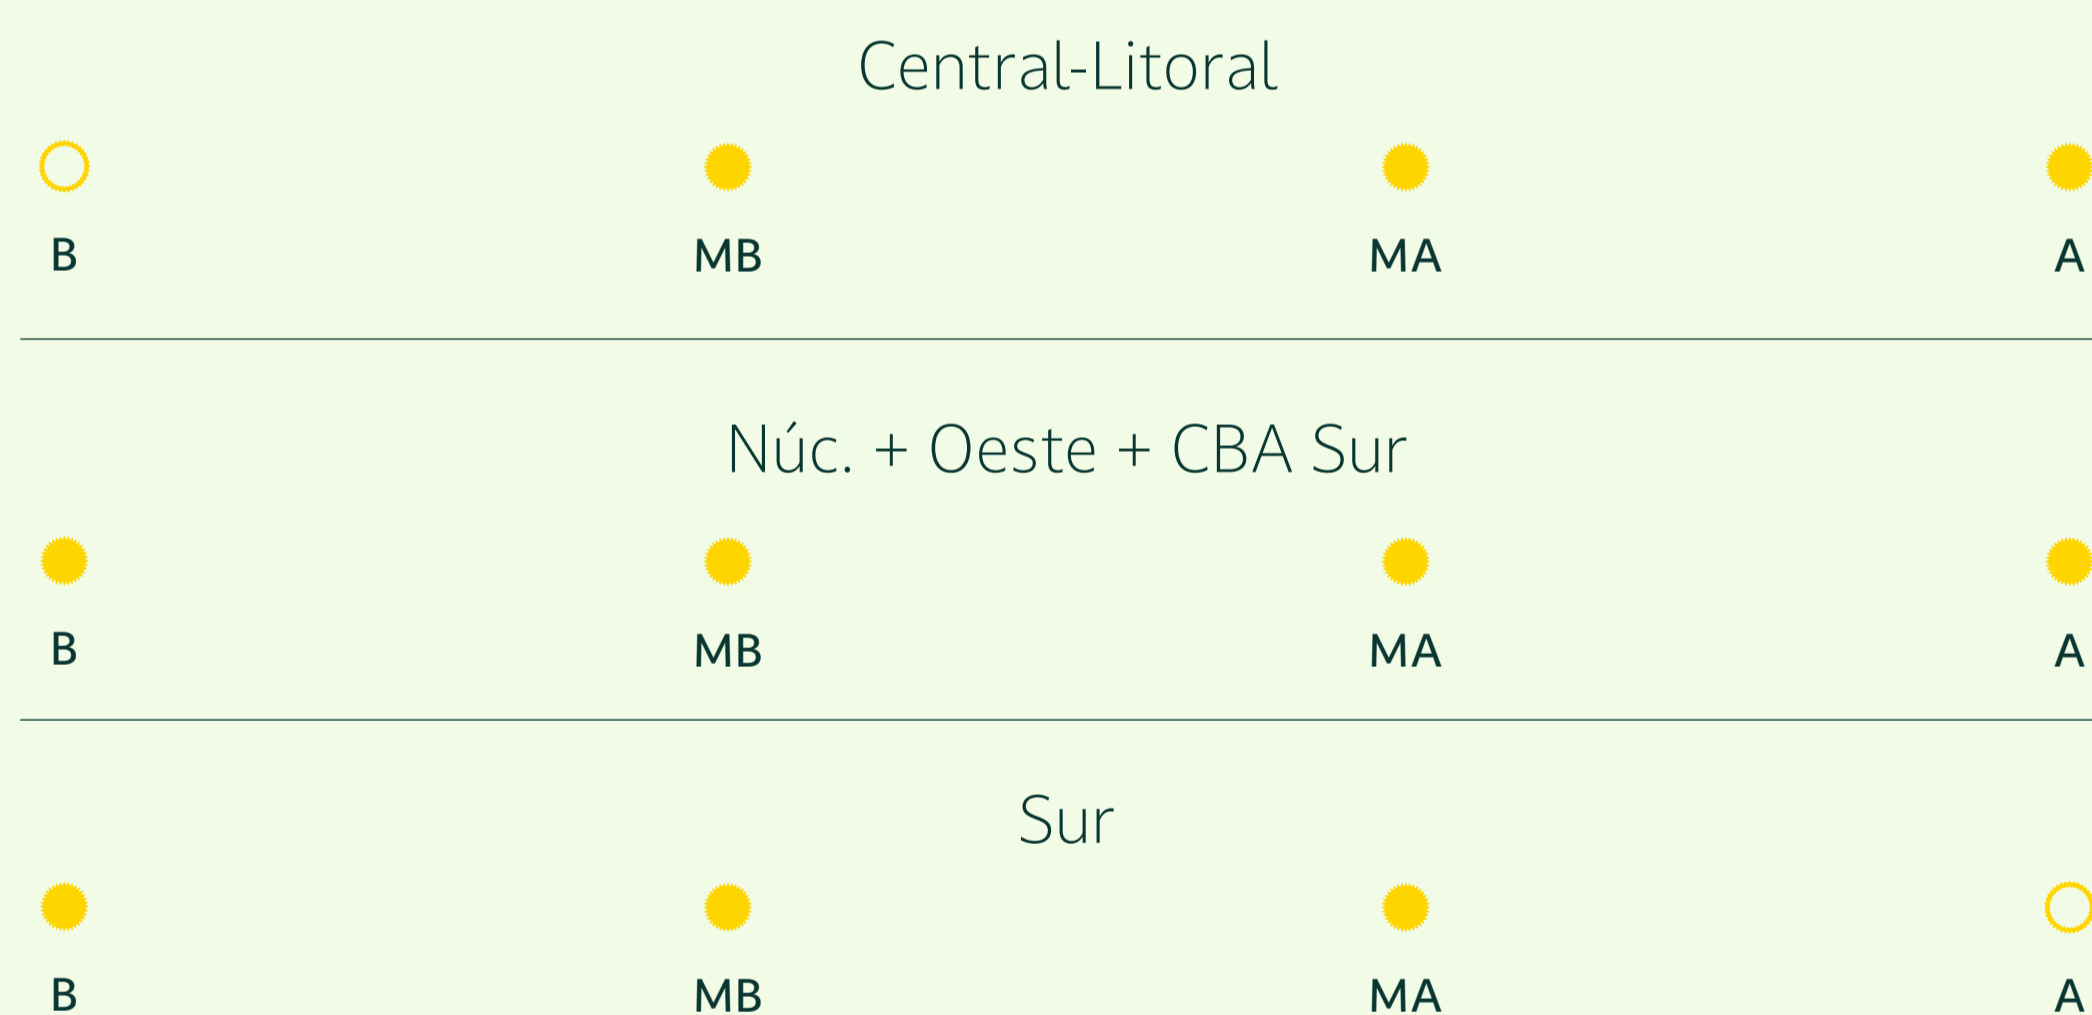 Central-Litoral
B MB MA A
Núc. + Oeste + CBA Sur
B MB MA A
Sur
B MB MA A